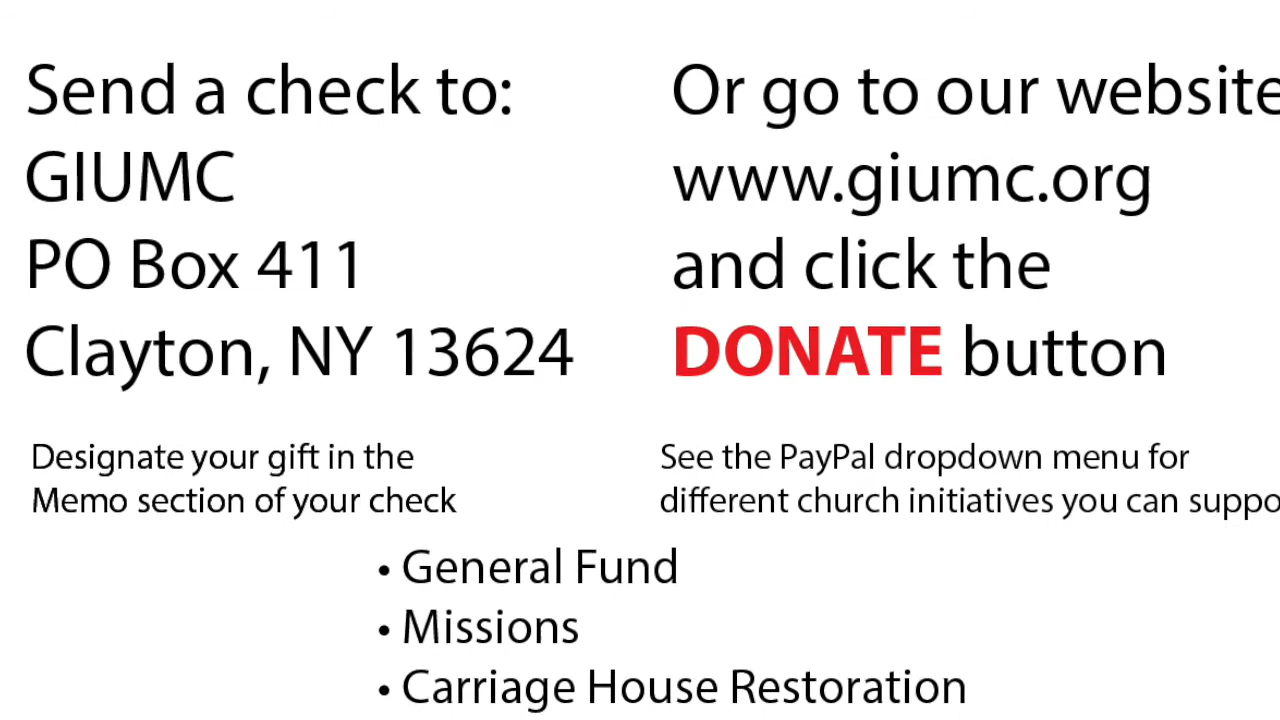 Send a check to:
GIUMC
PO Box 411
Clayton, NY 13624
Designate your gift in the
Memo section of your check
Or go to our website
www.giumc.org
and click the
DONATE button
See the PayPal dropdown menu for
different church initiatives you can suppo
• General Fund
• Missions
• Carriage House Restoration